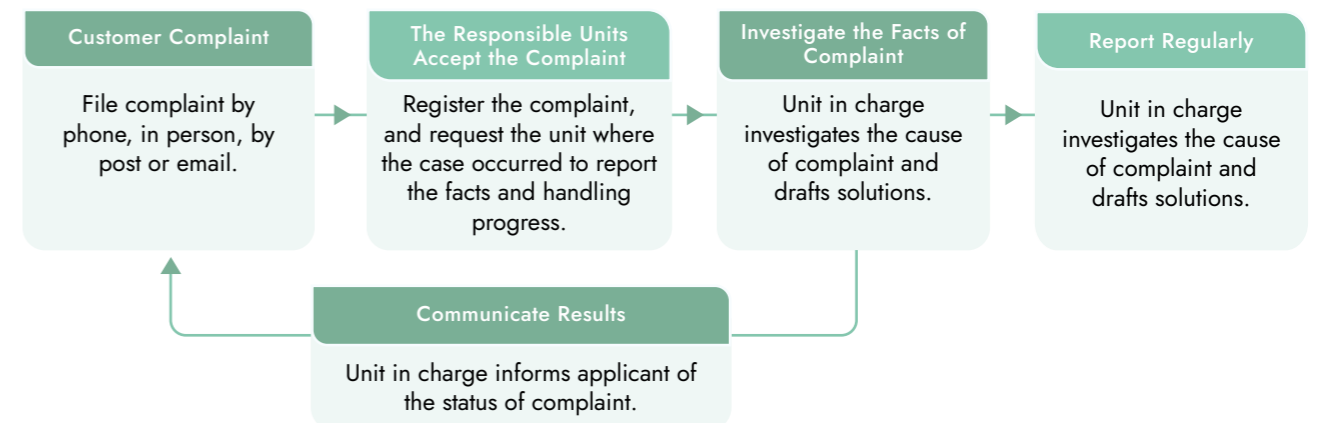 Customer Complaint
File complaint by
phone, in person, by
post or email.
The Responsible Units
Accept the Complaint
Register the complaint,
and request the unit where
the case occurred to report
the facts and handling
progress.
Investigate the Facts of
Complaint
Unit in charge
investigates the cause
of complaint and
drafts solutions.
Report Regularly
Unit in charge
investigates the cause
of complaint and
drafts solutions.
Communicate Results
Unit in charge informs applicant of
the status of complaint.